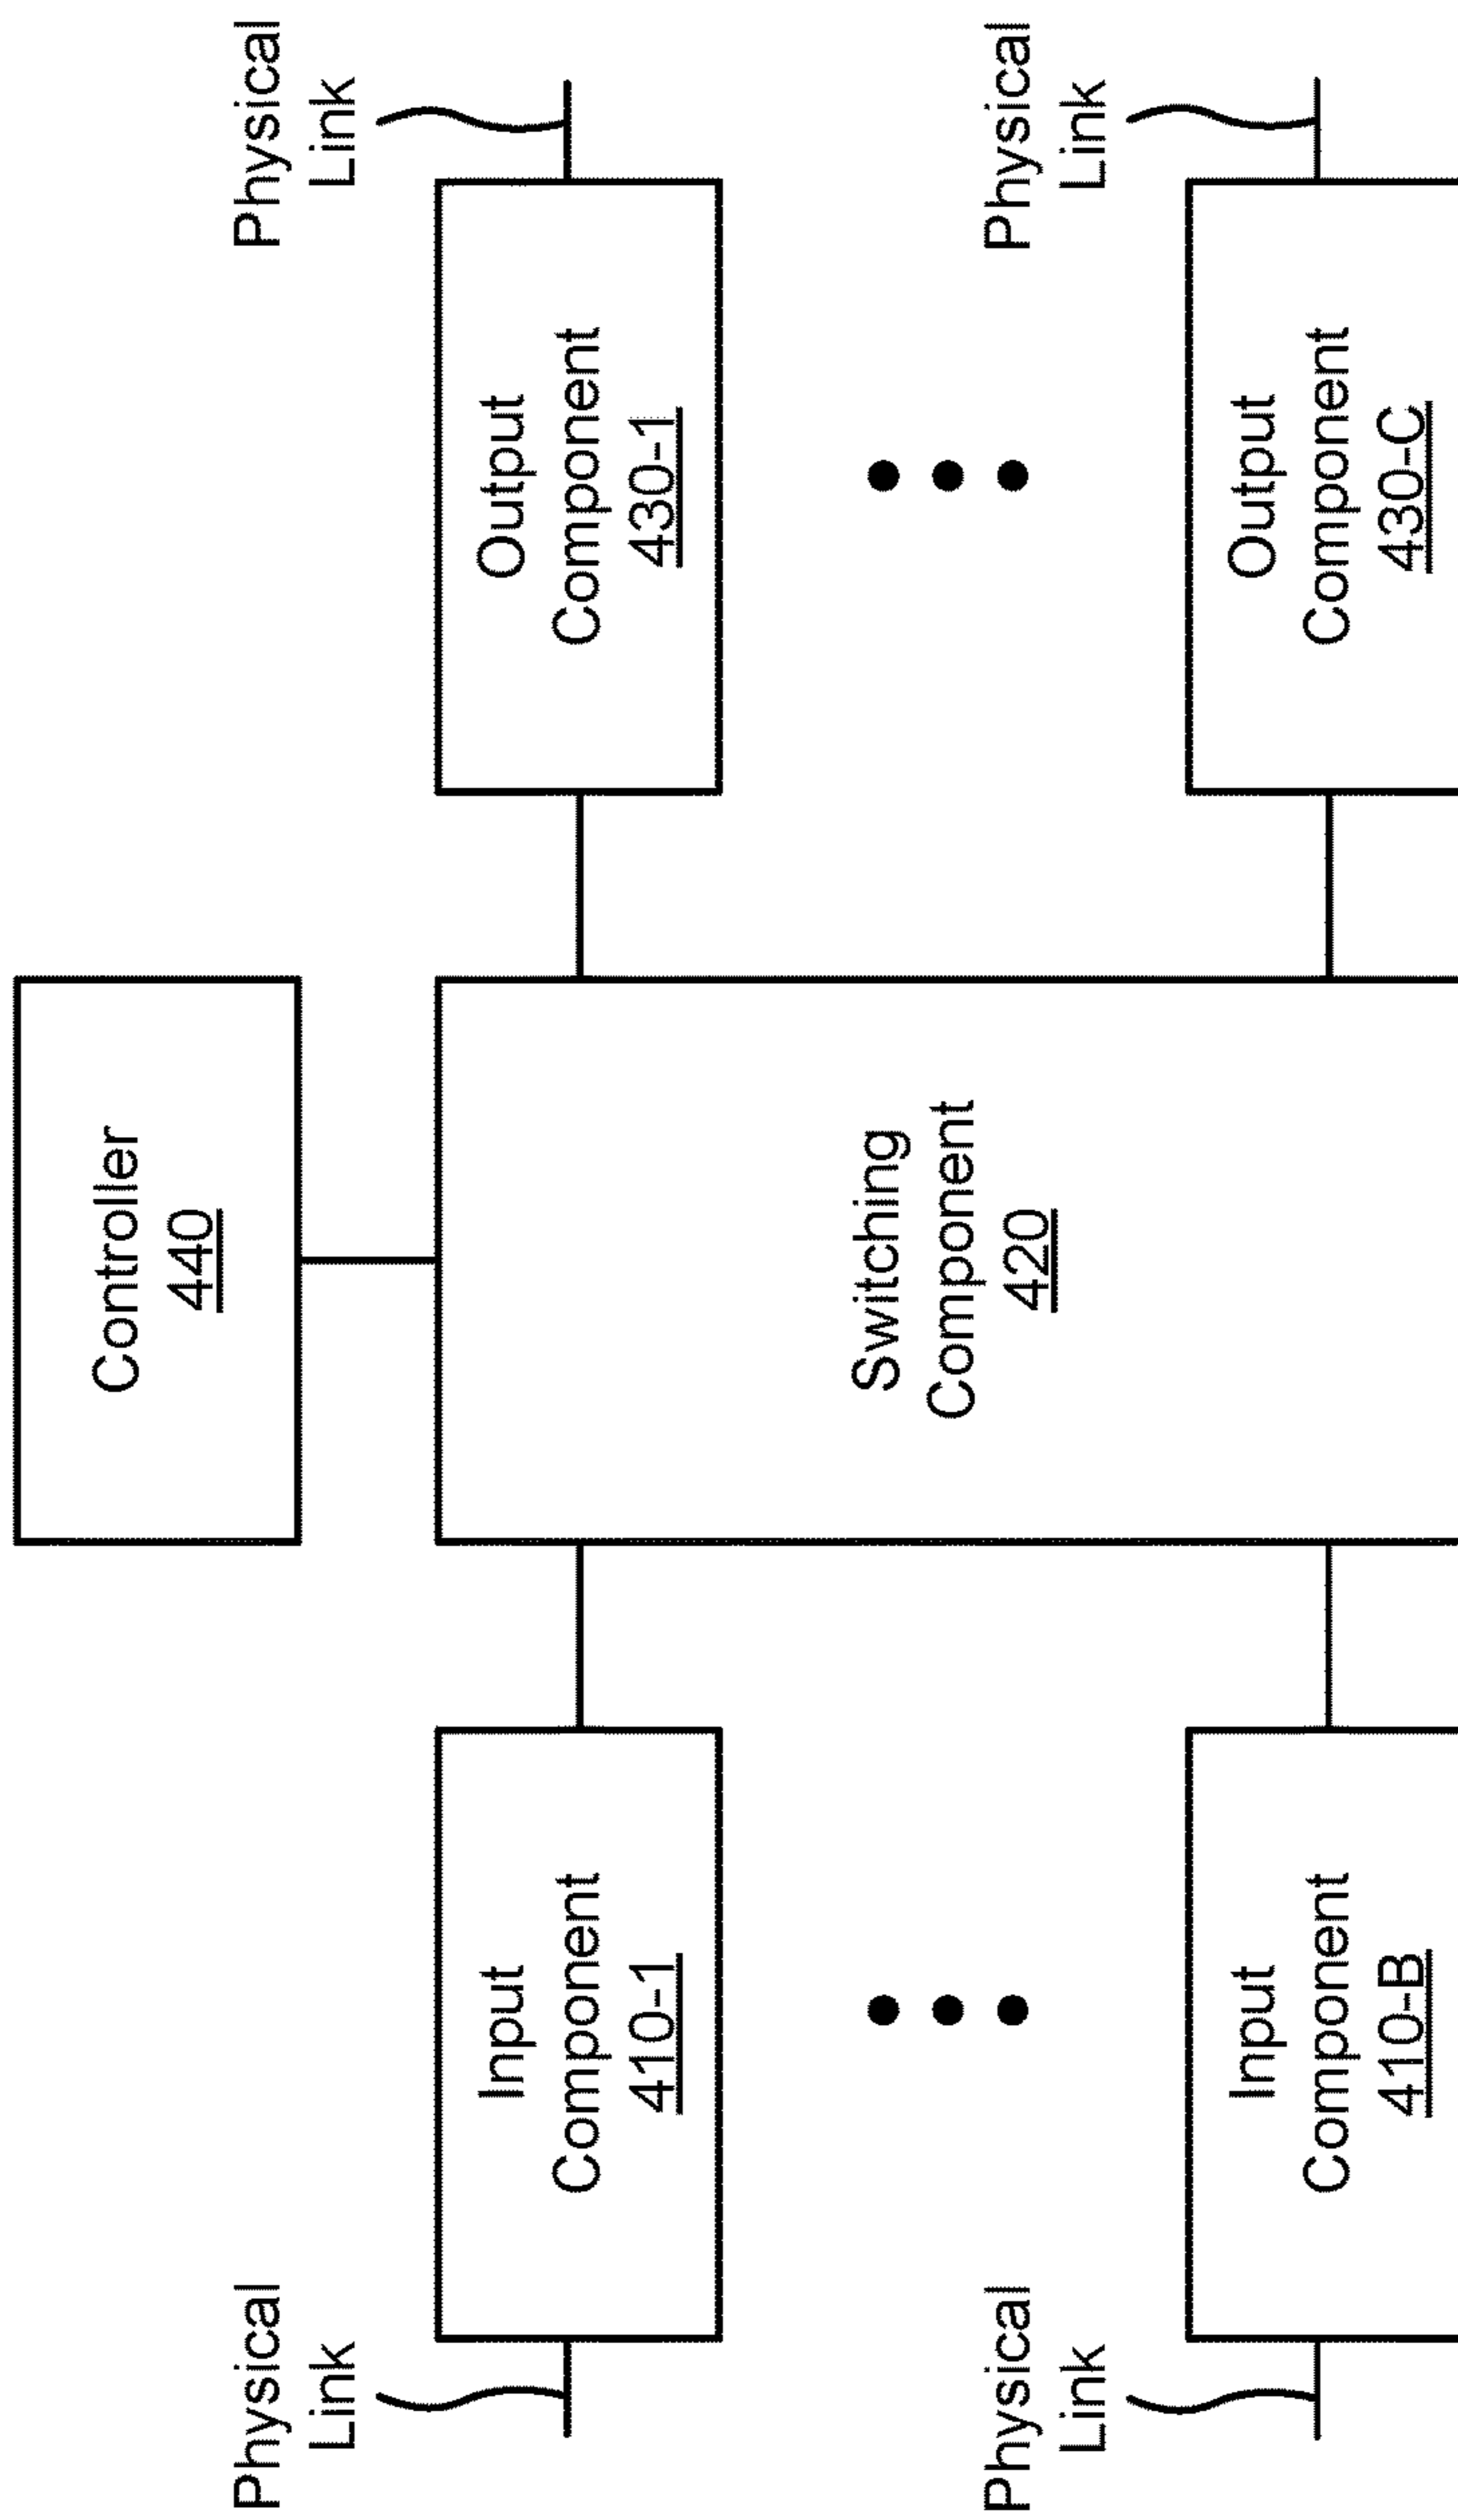 Controller
440
Physical
Link
Input
Component
410-1
Output
Component
430-1
Physical
Link
Switching
Component
420
Physical
Link
Input
Component
410-B
Output
Component
430-C
Physical
Link